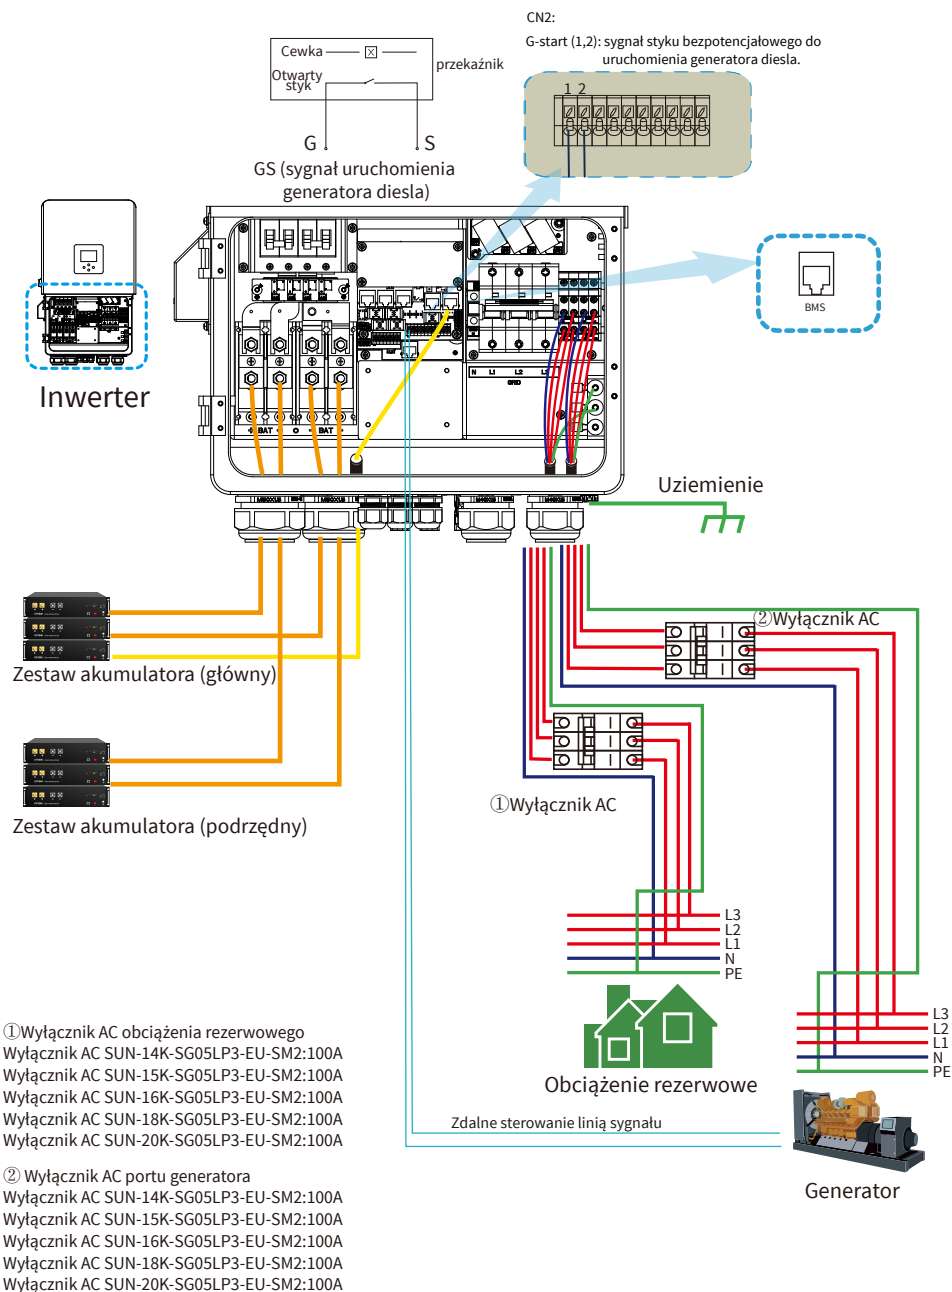 CN2:
G-start (1,2): sygnał styku bezpotencjałowego do
uruchomienia generatora diesla.
1 2
Cewka
Otwarty
styk
przekaźnik
G
S
GS (sygnał uruchomienia
generatora diesla)
BMS
Inwerter
N L1 L2 L3
GRID
+ BAT -
+ BAT -
Uziemienie
②Wyłącznik AC
Zestaw akumulatora (główny)
①Wyłącznik AC
Zestaw akumulatora (podrzędny)
L3
L2
L1
N
PE
L3
L2
L1
N
PE
Obciążenie rezerwowe
Zdalne sterowanie linią sygnału
Generator
①Wyłącznik AC obciążenia rezerwowego
Wyłącznik AC SUN-14K-SG05LP3-EU-SM2:100A
Wyłącznik AC SUN-15K-SG05LP3-EU-SM2:100A
Wyłącznik AC SUN-16K-SG05LP3-EU-SM2:100A
Wyłącznik AC SUN-18K-SG05LP3-EU-SM2:100A
Wyłącznik AC SUN-20K-SG05LP3-EU-SM2:100A
② Wyłącznik AC portu generatora
Wyłącznik AC SUN-14K-SG05LP3-EU-SM2:100A
Wyłącznik AC SUN-15K-SG05LP3-EU-SM2:100A
Wyłącznik AC SUN-16K-SG05LP3-EU-SM2:100A
Wyłącznik AC SUN-18K-SG05LP3-EU-SM2:100A
Wyłącznik AC SUN-20K-SG05LP3-EU-SM2:100A